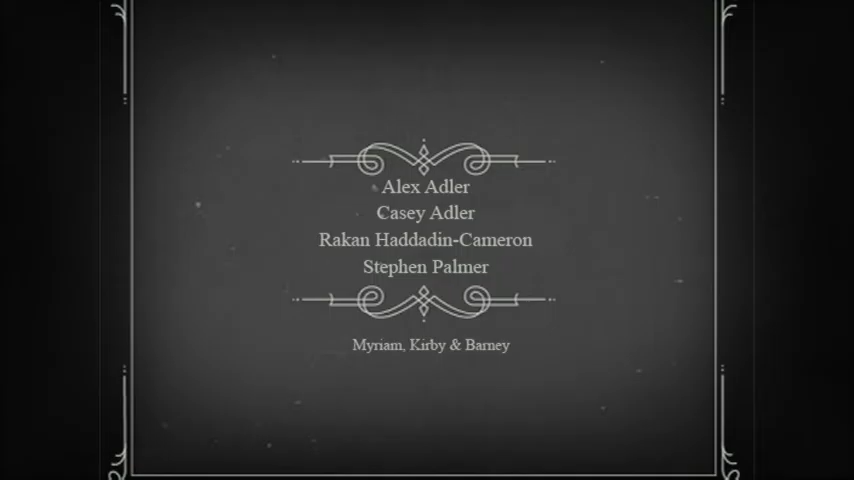 Alex Adler
Casey Adler
Rakan Haddadin-Cameron
Stephen Palmer
Myriam, Kirby & Barney